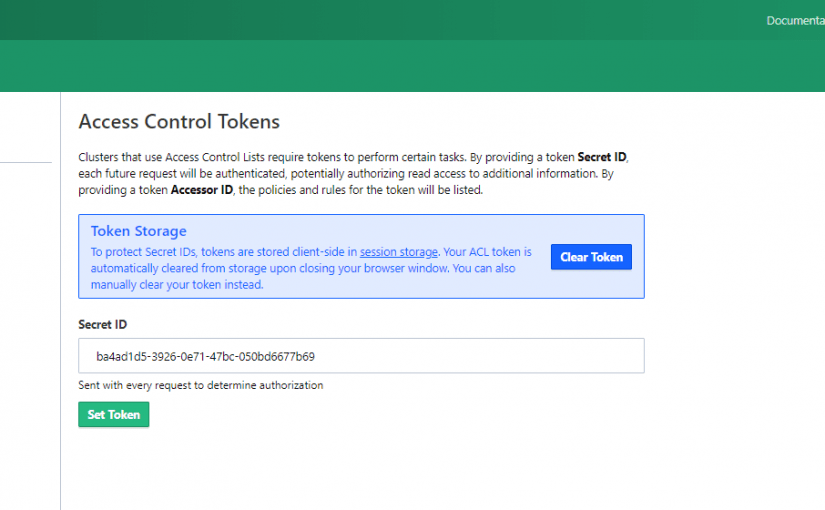 Documenta
Access Control Tokens
Clusters that use Access Control Lists require tokens to perform certain tasks. By providing a token Secret ID,
each future request will be authenticated, potentially authorizing read access to additional information. By
providing a token Accessor ID, the policies and rules for the token will be listed.
Token Storage
To protect Secret IDs, tokens are stored client-side in session storage. Your ACL token is
automatically cleared from storage upon closing your browser window. You can also
manually clear your token instead.
Clear Token
Secret ID
ba4ad1d5-3926-0e71-47bc-050bd6677b69
Sent with every request to determine authorization
Set Token